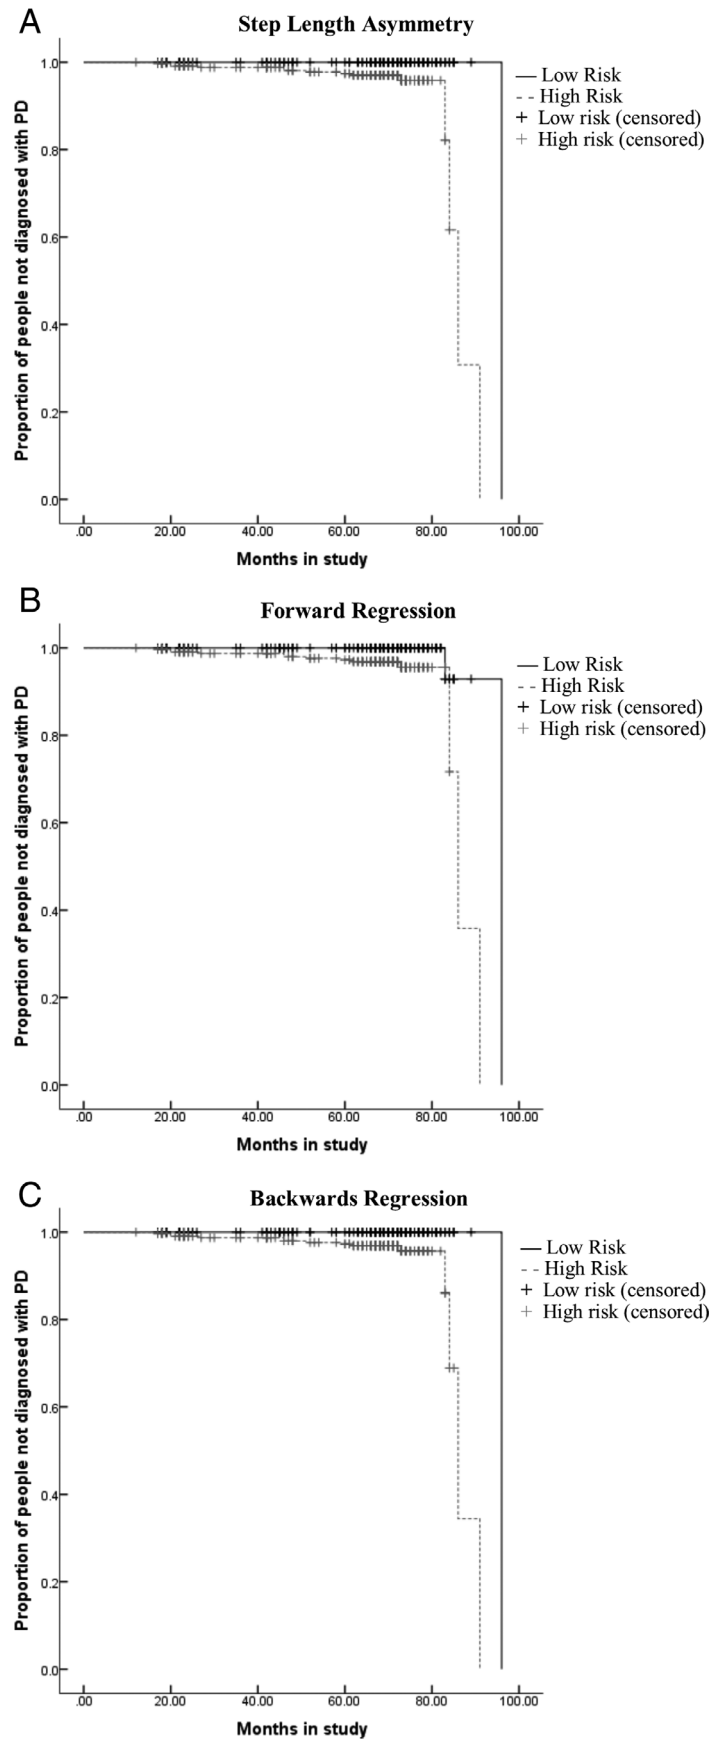 A
Step Length Asymmetry
Proportion of people not diagnosed with PD
1.0
0.8
0.6
0.4
0.2
0.0
.00 20.00 40.00 60.00 80.00 100.00
Months in study
Low Risk
High Risk
Low risk (censored)
High risk (censored)
B
Forward Regression
Proportion of people not diagnosed with PD
1.0
0.8
0.6
0.4
0.2
0.0
.00 20.00 40.00 60.00 80.00 100.00
Months in study
Low Risk
High Risk
Low risk (censored)
High risk (censored)
C
Backwards Regression
Proportion of people not diagnosed with PD
1.0
0.8
0.6
0.4
0.2
0.0
.00 20.00 40.00 60.00 80.00 100.00
Months in study
Low Risk
High Risk
Low risk (censored)
High risk (censored)